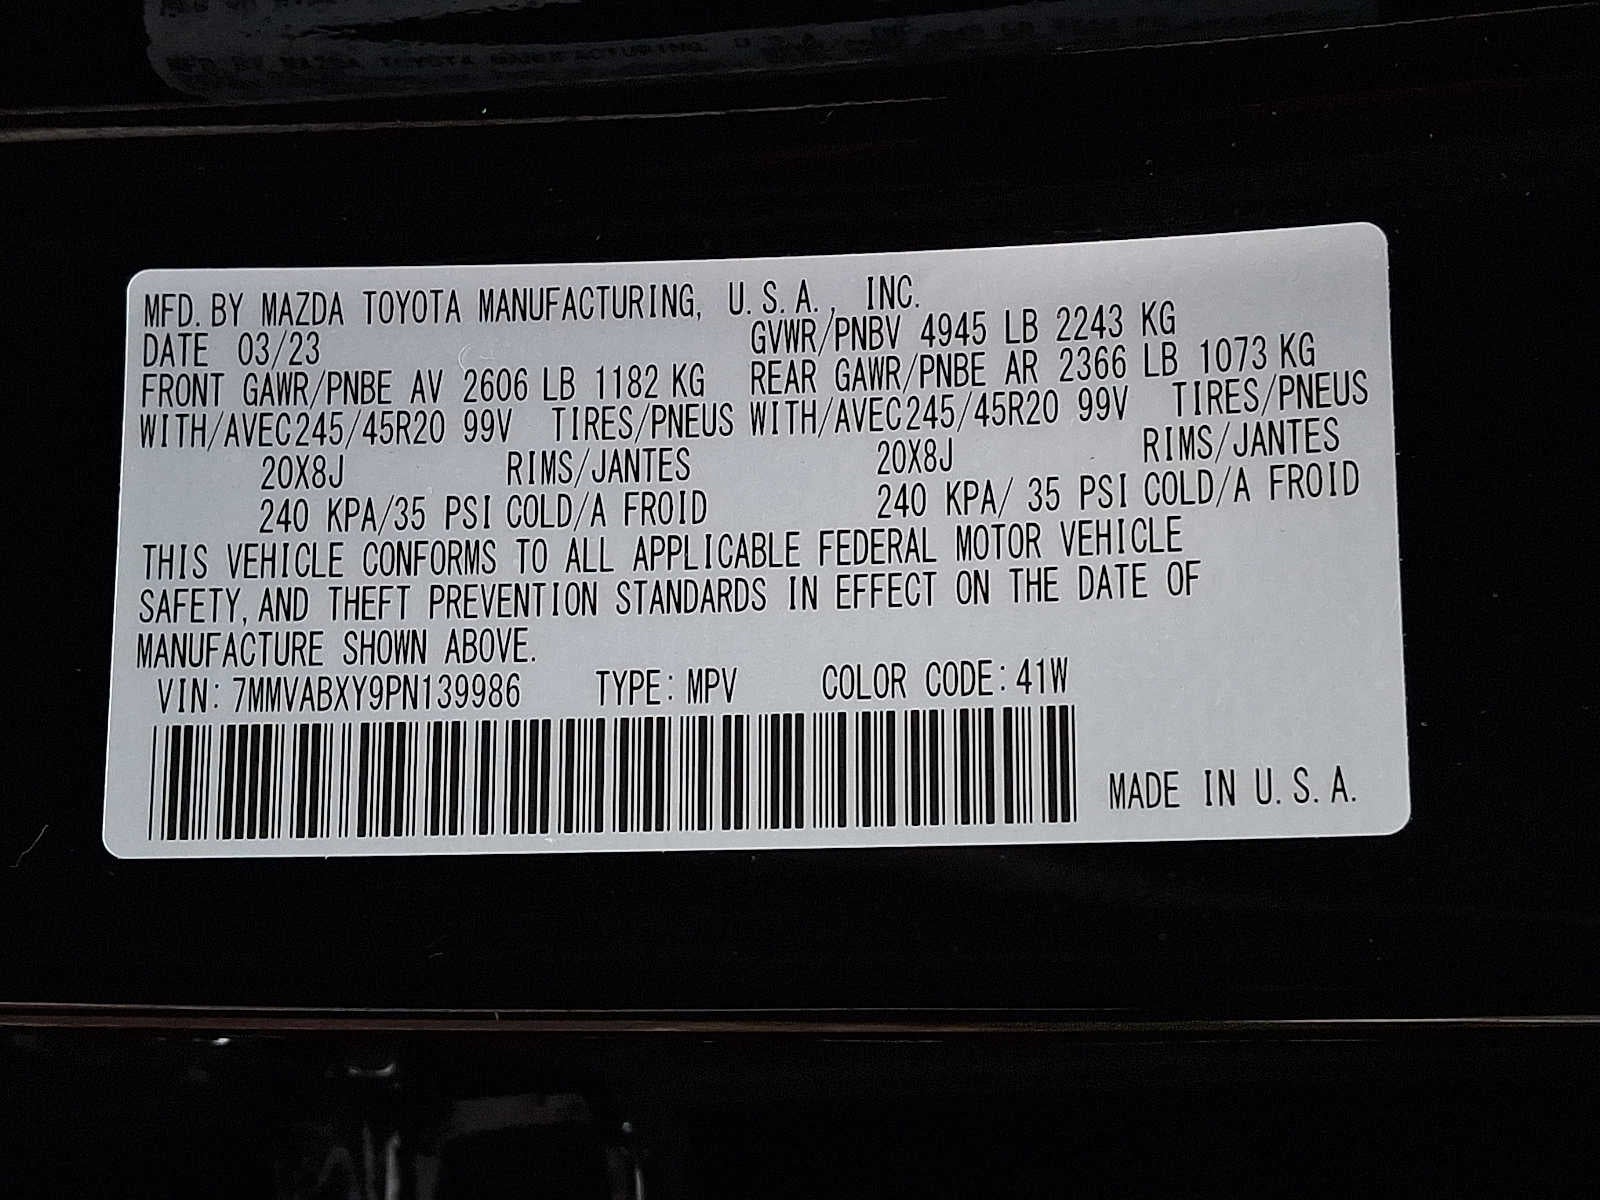 MFD. BY MAZDA TOYOTA MANUFACTURING, U.S.A., INC.
DATE 03/23 GVWR/PNBV 4945 LB 2243 KG
FRONT GAWR/PNBE AV 2606 LB 1182 KG REAR GAWR/PNBE AR 2366 LB 1073 KG
WITH/AVEC245/45R20 99V TIRES/PNEUS WITH/AVEC245/45R20 99V TIRES/PNEUS
20X8J RIMS/JANTES 20X8J RIMS/JANTES
240 KPA/35 PSI COLD/A FROID 240 KPA/ 35 PSI COLD/A FROID
THIS VEHICLE CONFORMS TO ALL APPLICABLE FEDERAL MOTOR VEHICLE
SAFETY, AND THEFT PREVENTION STANDARDS IN EFFECT ON THE DATE OF
MANUFACTURE SHOWN ABOVE.
VIN: 7MMVABXY9PN139986 TYPE: MPV COLOR CODE: 41W
MADE IN U.S.A.